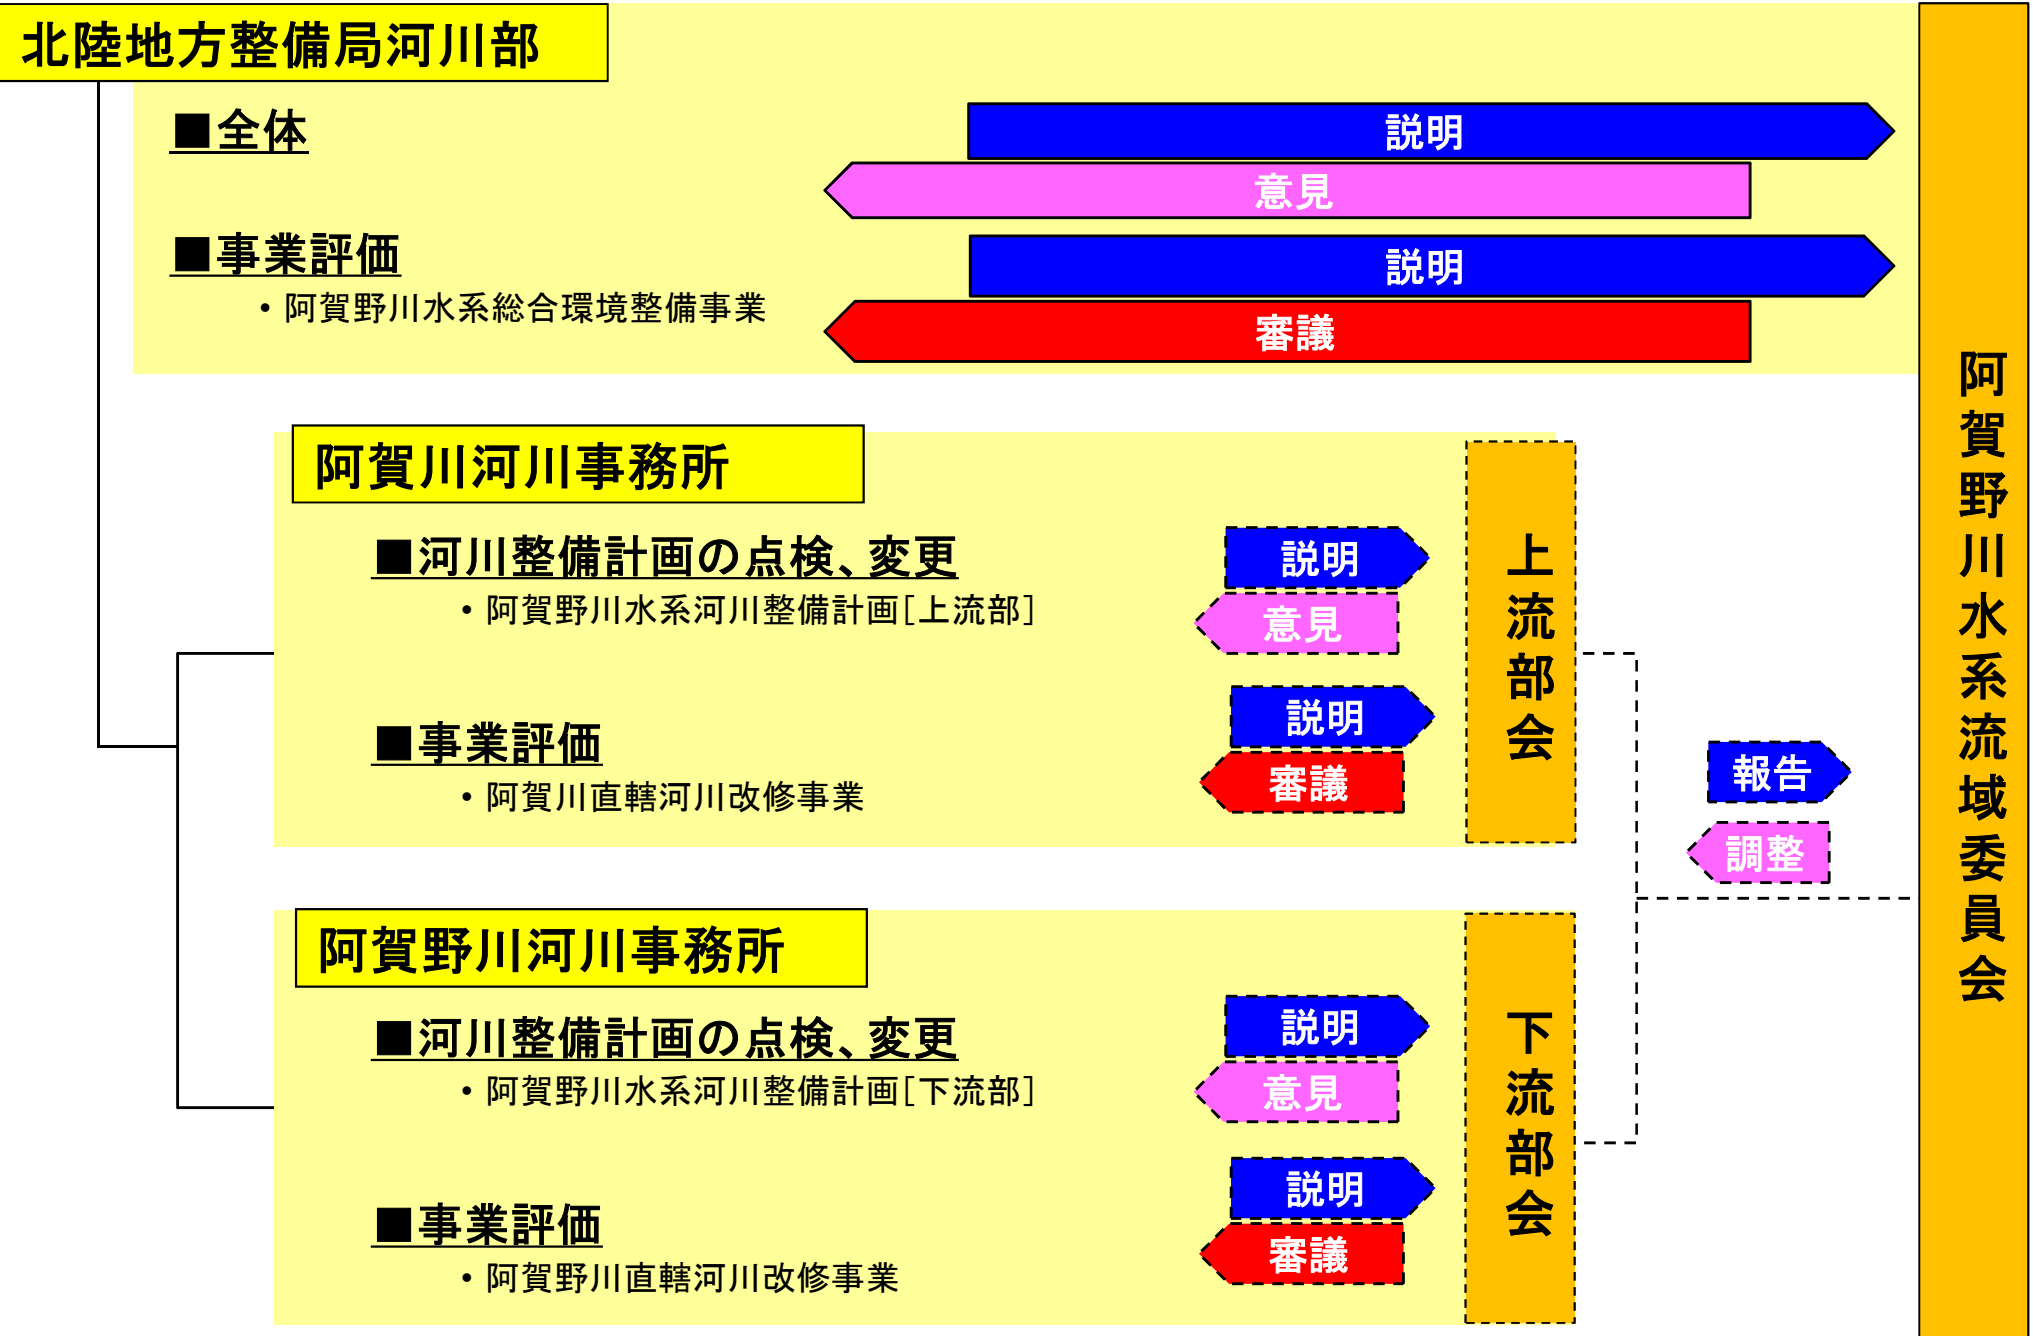 北陸地方整備局河川部
■全体
説明
意見
■事業評価
・阿賀野川水系総合環境整備事業
説明
審議
阿賀川河川事務所
■河川整備計画の点検、変更
・阿賀野川水系河川整備計画[上流部]
説明
意見
■事業評価
・阿賀川直轄河川改修事業
説明
審議
上流部会
阿賀野川河川事務所
■河川整備計画の点検、変更
・阿賀野川水系河川整備計画[下流部]
説明
意見
■事業評価
・阿賀野川直轄河川改修事業
説明
審議
下流部会
報告
調整
阿賀野川水系流域委員会